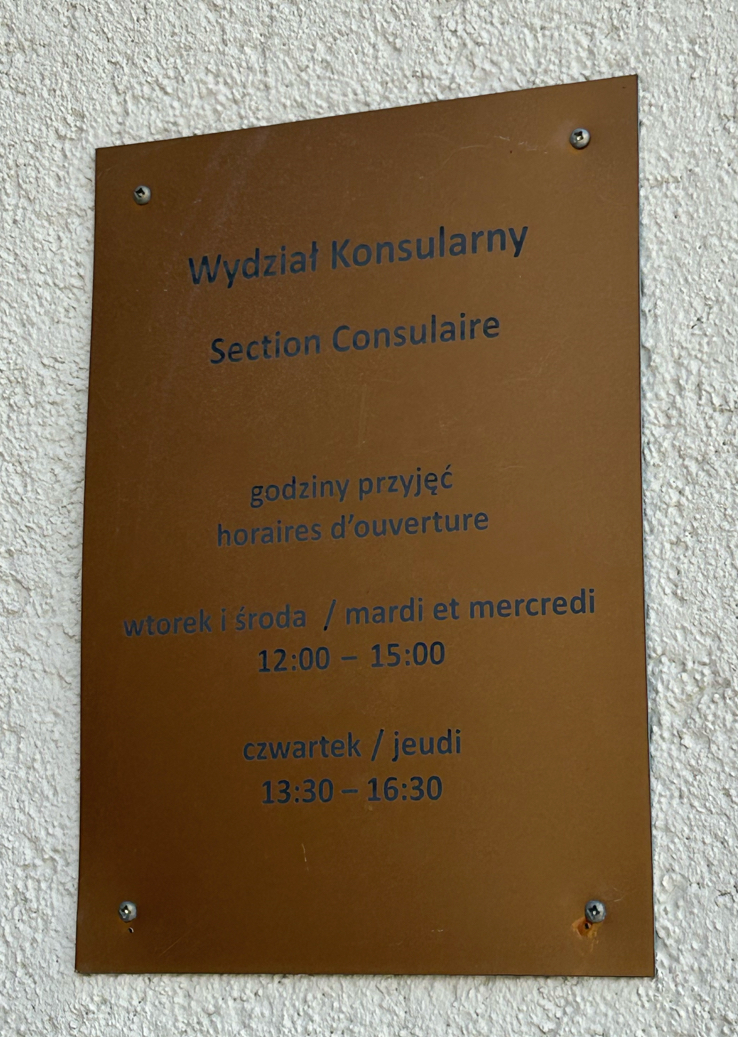 Wydział Konsularny
Section Consulaire
godziny przyjęć
horaires d'ouverture
wtorek i środa / mardi et mercredi
12:00 – 15:00
czwartek / jeudi
13:30 – 16:30